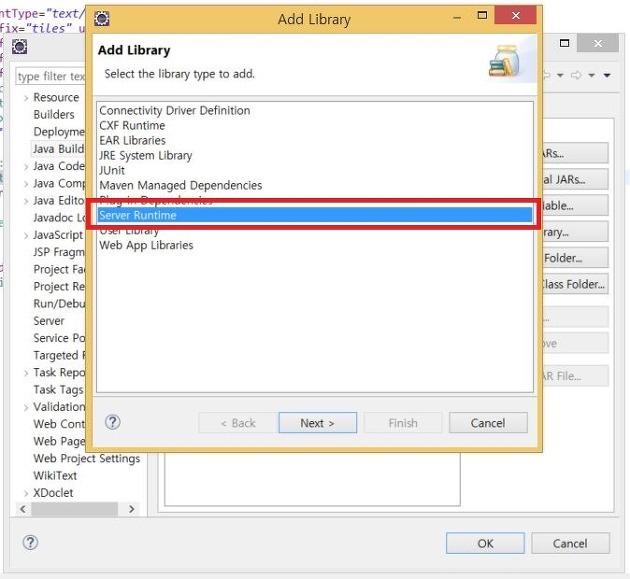 ntType="text/
fix="tiles" u
Add Library
Add Library
Select the library type to add.
Connectivity Driver Definition
CXF Runtime
EAR Libraries
JRE System Library
JUnit
Maven Managed Dependencies
Plug-in Dependencies
Server Runtime
User Library
Web App Libraries
< Back
Next >
Finish
Cancel
type filter tex
Resource
Builders
Deployme
Java Build
Java Code
Java Comp
Java Edito
Javadoc Lo
JavaScript
JSP Fragm
Project Fac
Project Re
Run/Debu
Server
Service Po
Targeted R
Task Repo
Task Tags
Validation
Web Cont
Web Page
Web Project Settings
WikiText
XDoclet
ARs...
al JARs...
iable...
rary...
Folder...
Class Folder...
ove
AR File...
OK
Cancel